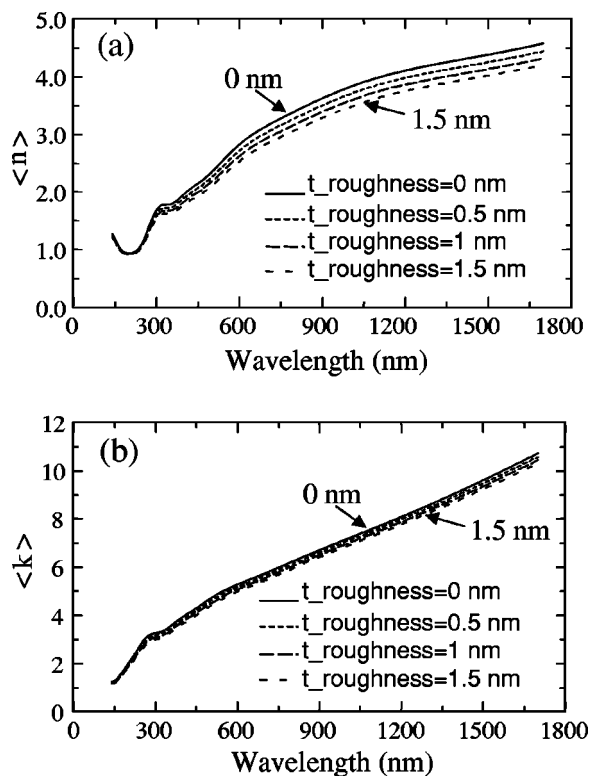 (a)
5.0
4.0
3.0
2.0
1.0
0.0
<n>
0 nm
1.5 nm
t_roughness=0 nm
t_roughness=0.5 nm
t_roughness=1 nm
t_roughness=1.5 nm
0 300 600 900 1200 1500 1800
Wavelength (nm)
(b)
12
10
8
6
4
2
0
<k>
0 nm
1.5 nm
t_roughness=0 nm
t_roughness=0.5 nm
t_roughness=1 nm
t_roughness=1.5 nm
0 300 600 900 1200 1500 1800
Wavelength (nm)